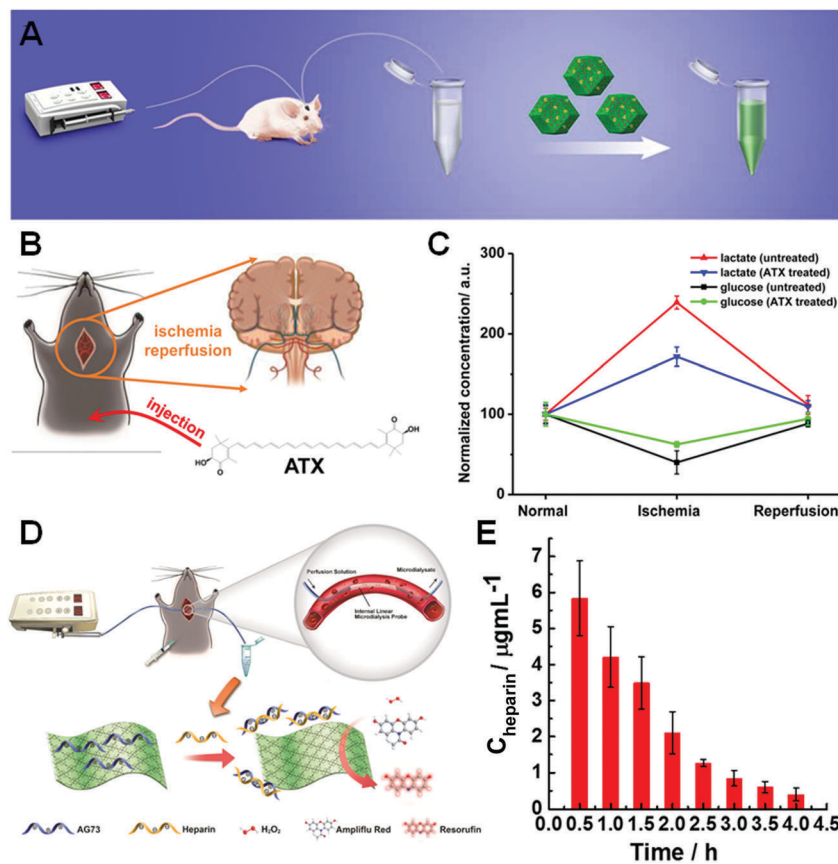 A
B
ischemia
reperfusion
injection
HO
O
O
OH
ATX
C
Normalized concentration/ a.u.
300
200
100
0
lactate (untreated)
lactate (ATX treated)
glucose (untreated)
glucose (ATX treated)
Normal Ischemia Reperfusion
D
Perfusion Solution
Microdialysate
Internal Linear
Microdialysis Probe
AG73 Heparin H₂O₂ Ampliflu Red Resorufin
E
C heparin / μgmL⁻¹
7
6
5
4
3
2
1
0
0.0 0.5 1.0 1.5 2.0 2.5 3.0 3.5 4.0 4.5
Time / h